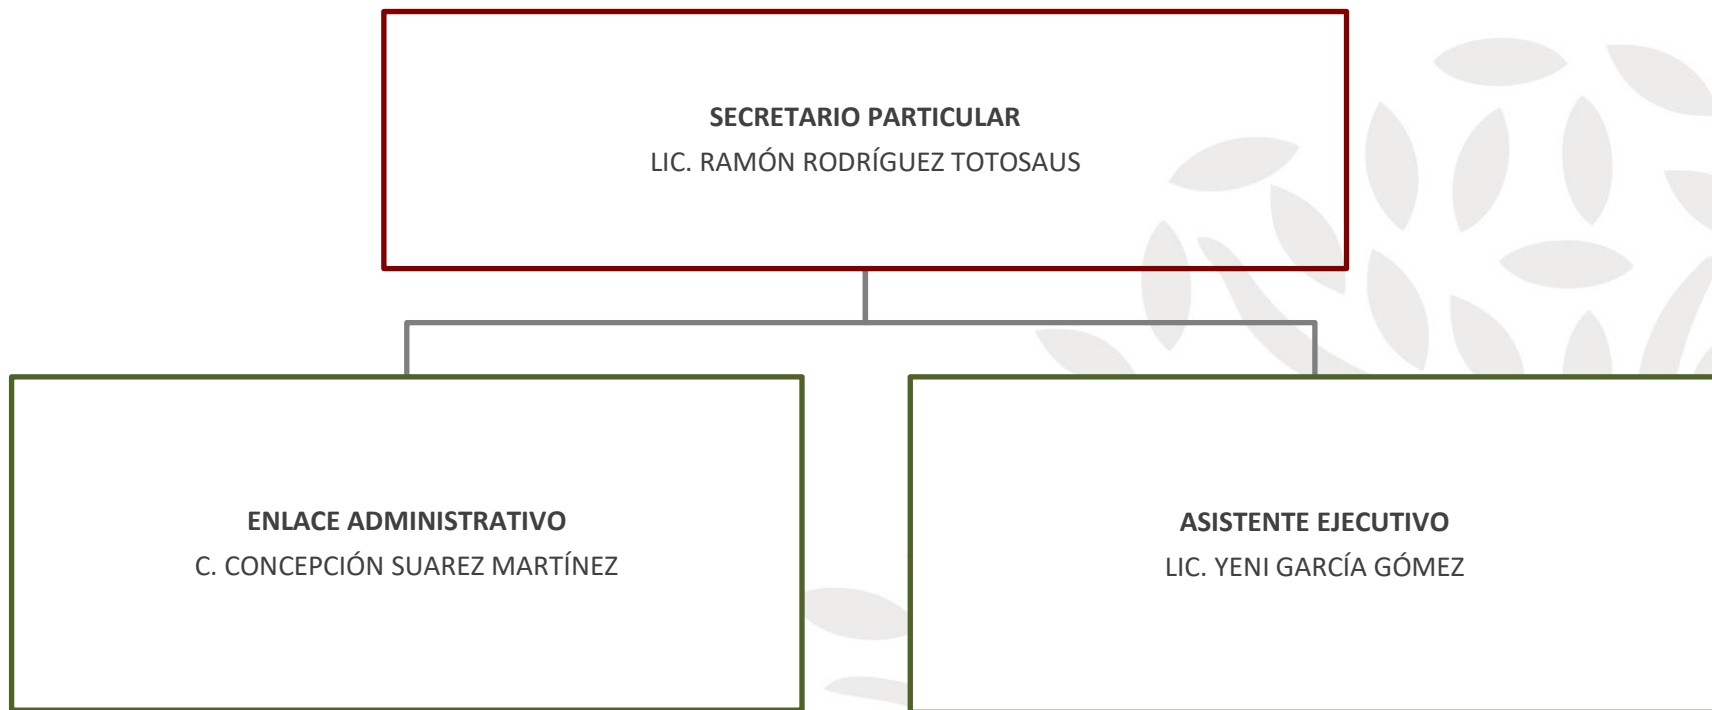 SECRETARIO PARTICULAR
LIC. RAMÓN RODRÍGUEZ TOTOSAUS
ENLACE ADMINISTRATIVO
C. CONCEPCIÓN SUAREZ MARTÍNEZ
ASISTENTE EJECUTIVO
LIC. YENI GARCÍA GÓMEZ